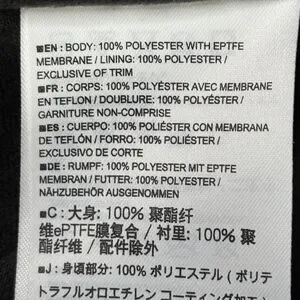 ■EN: BODY: 100% POLYESTER WITH EPTFE
MEMBRANE / LINING: 100% POLYESTER /
EXCLUSIVE OF TRIM
■FR: CORPS: 100% POLYÉSTER AVEC MEMBRANE
EN TEFLON / DOUBLURE: 100% POLYÉSTER /
GARNITURE NON-COMPRISE
■ES: CUERPO: 100% POLIÉSTER CON MEMBRANA
DE TEFLÓN / FORRO: 100% POLIÉSTER /
EXCLUSIVO DE CORTE
■DE: RUMPF: 100% POLYESTER MIT EPTFE
MEMBRAN / FUTTER: 100% POLYESTER /
NÄHZUBEHÖR AUSGENOMMEN
■C: 大身: 100% 聚酯纤
维ePTFE膜复合 / 衬里: 100% 聚
酯纤维 / 配件除外
■J: 身頃部分: 100% ポリエステル ( ポリテ
トラフルオロエチレン コーティング加工 )